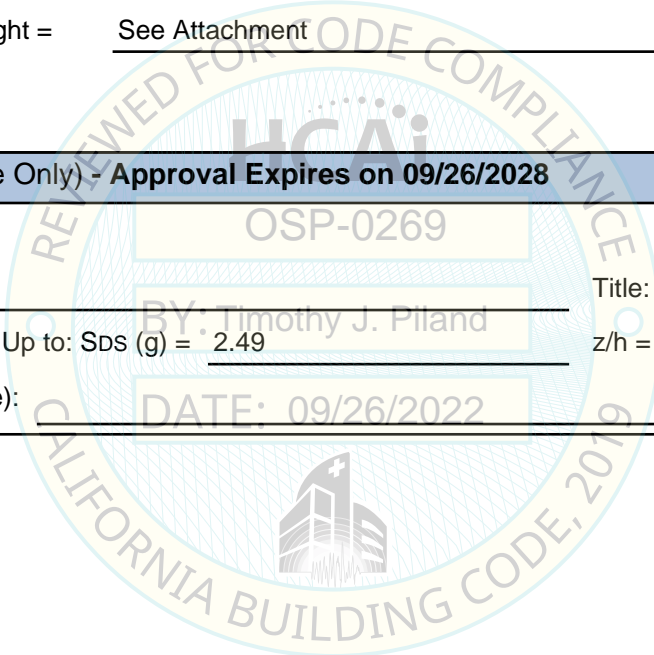 ght = See Attachment
REVIEWED FOR CODE COMPLIANCE
HCAi
e Only) - Approval Expires on 09/26/2028
OSP-0269
Title:
BY: Timothy J. Piland
Up to: SDS (g) = 2.49 z/h =
e):
DATE: 09/26/2022
CALIFORNIA BUILDING CODE, 2019